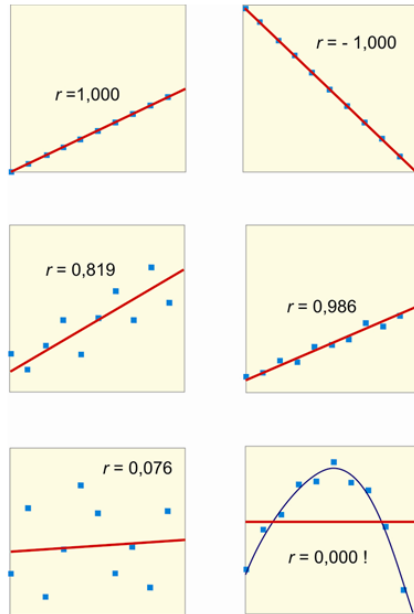 r =1,000
r = - 1,000
r = 0,819
r = 0,986
r = 0,076
r = 0,000 !